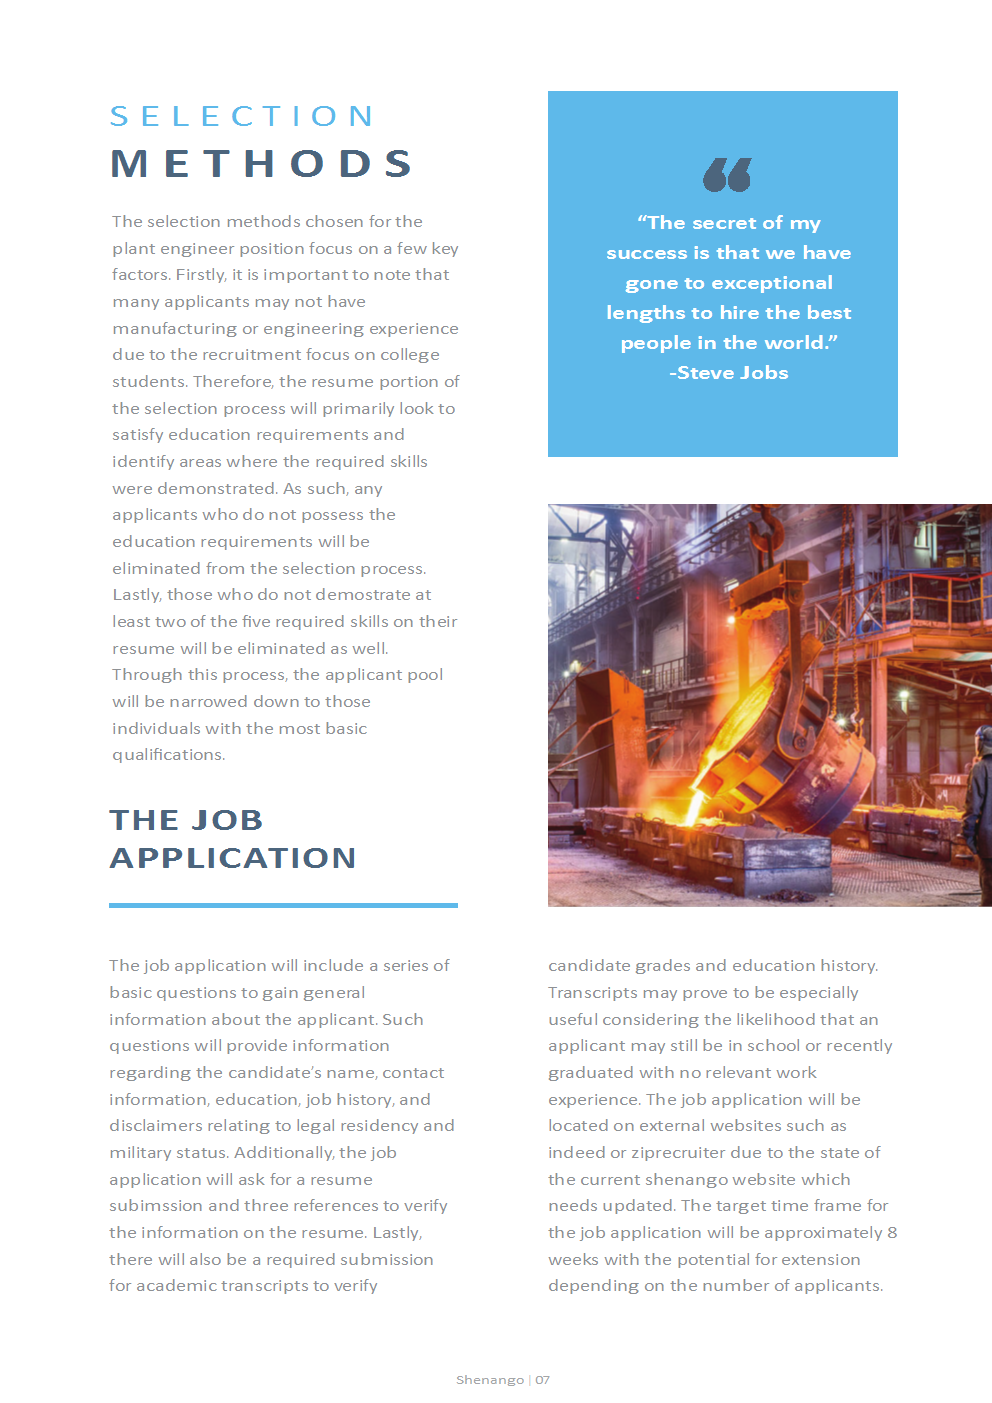 SELECTION
METHODS
The selection methods chosen for the
plant engineer position focus on a few key
factors. Firstly, it is important to note that
many applicants may not have
manufacturing or engineering experience
due to the recruitment focus on college
students. Therefore, the resume portion of
the selection process will primarily look to
satisfy education requirements and
identify areas where the required skills
were demonstrated. As such, any
applicants who do not possess the
education requirements will be
eliminated from the selection process.
Lastly, those who do not demostrate at
least two of the five required skills on their
resume will be eliminated as well.
Through this process, the applicant pool
will be narrowed down to those
individuals with the most basic
qualifications.
“
“The secret of my
success is that we have
gone to exceptional
lengths to hire the best
people in the world.”
-Steve Jobs
THE JOB
APPLICATION
The job application will include a series of
basic questions to gain general
information about the applicant. Such
questions will provide information
regarding the candidate’s name, contact
information, education, job history, and
disclaimers relating to legal residency and
military status. Additionally, the job
application will ask for a resume
subimssion and three references to verify
the information on the resume. Lastly,
there will also be a required submission
for academic transcripts to verify
candidate grades and education history.
Transcripts may prove to be especially
useful considering the likelihood that an
applicant may still be in school or recently
graduated with no relevant work
experience. The job application will be
located on external websites such as
indeed or ziprecruiter due to the state of
the current shenango website which
needs updated. The target time frame for
the job application will be approximately 8
weeks with the potential for extension
depending on the number of applicants.
Shenango | 07